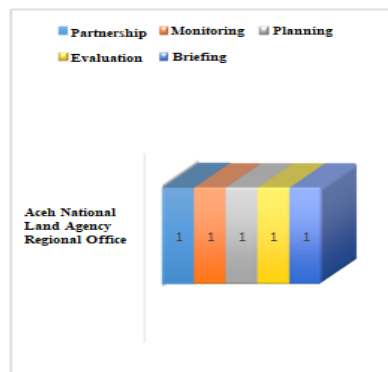 Partnership Monitoring Planning
Evaluation Briefing
Aceh National
Land Agency
Regional Office
1 1 1 1 1